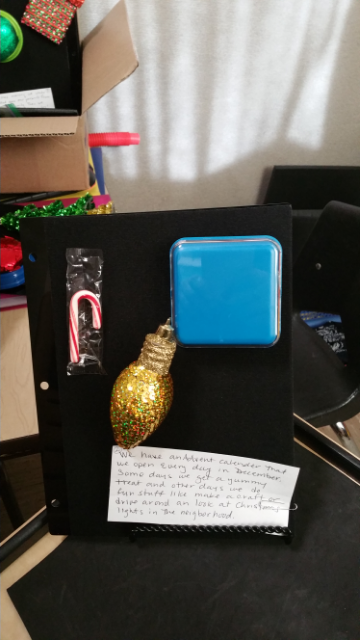 We have an Advent calender that
we open every day in December.
Some days we get a yummy
treat and other days we do
fun stuff like make a craft or
drive around an look at Christmas
lights in the neighborhood.